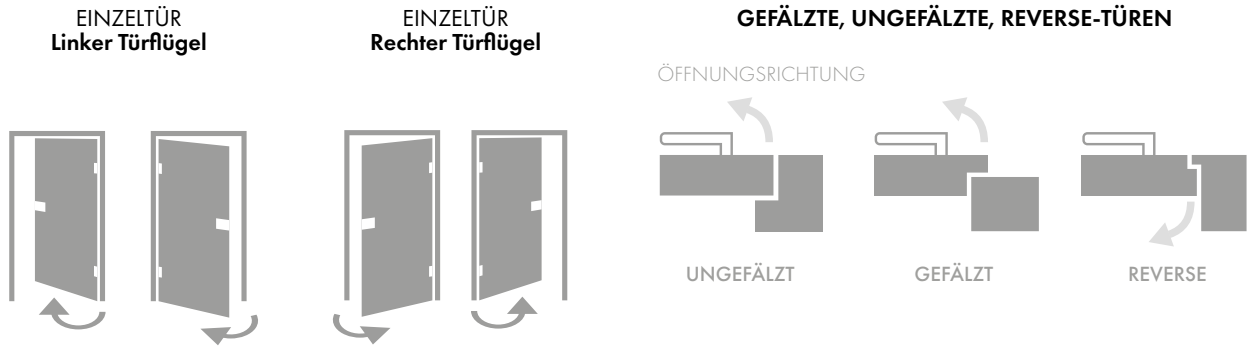 EINZELTÜR
Linker Türflügel
EINZELTÜR
Rechter Türflügel
GEFÄLZTE, UNGEFÄLZTE, REVERSE-TÜREN
ÖFFNUNGSRICHTUNG
UNGEFÄLZT
GEFÄLZT
REVERSE